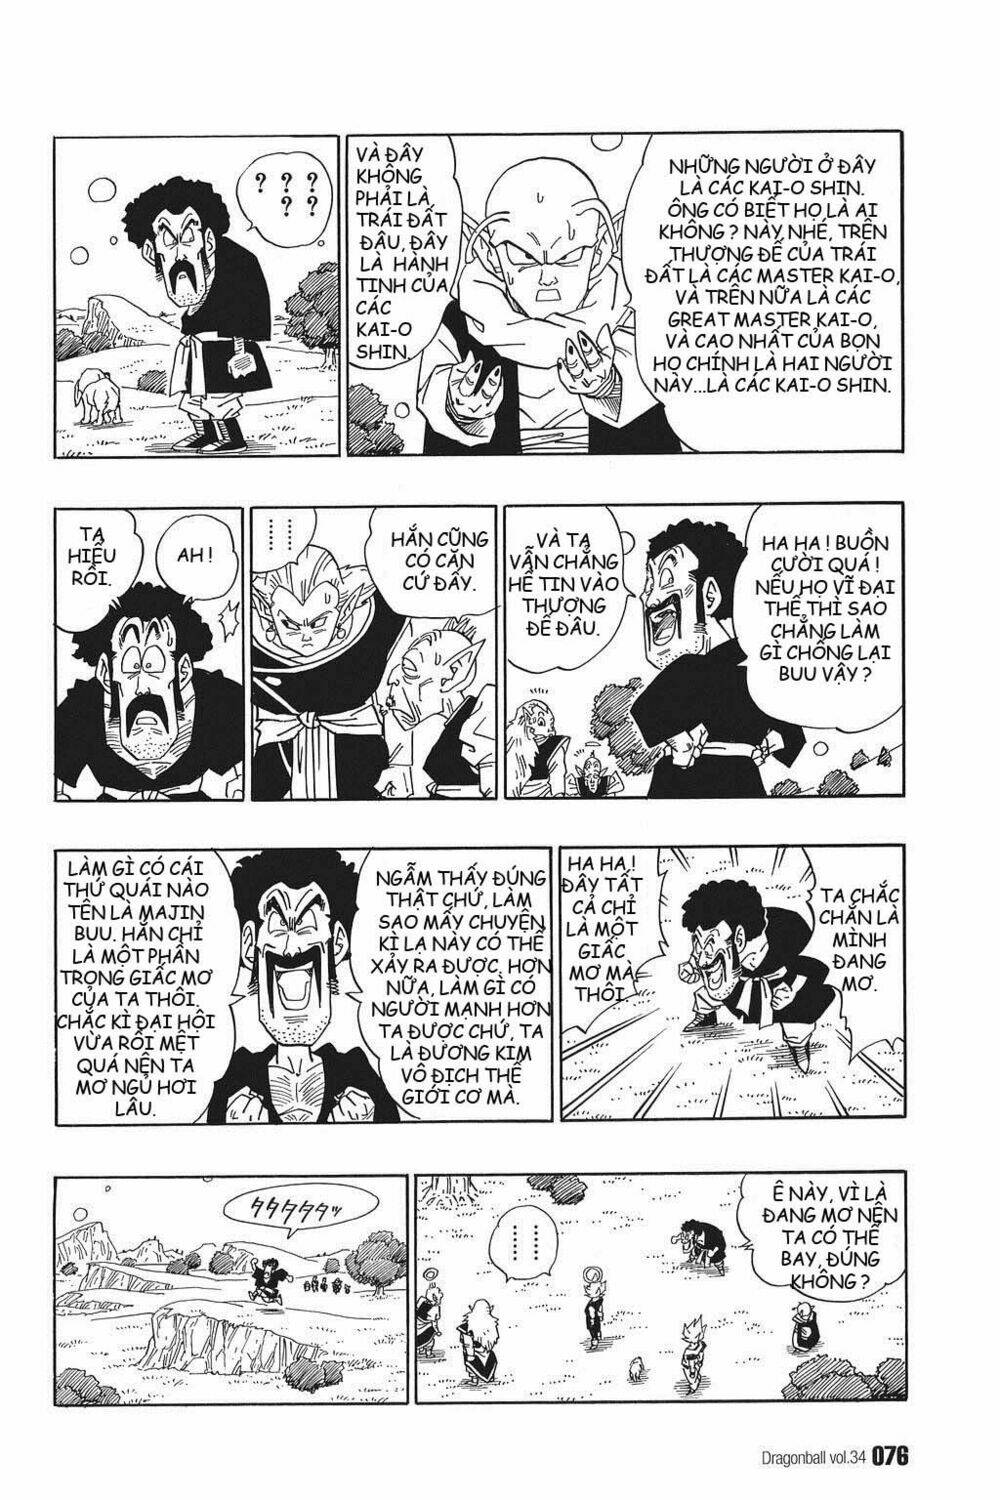 NHỮNG NGƯỜI Ở ĐÂY
LÀ CÁC KAI-O SHIN.
ÔNG CÓ BIẾT HỌ LÀ AI
KHÔNG ? NÀY NHÉ, TRÊN
THƯỢNG ĐẾ CỦA TRÁI
ĐẤT LÀ CÁC MASTER KAI-O,
VÀ TRÊN NỮA LÀ CÁC
GREAT MASTER KAI-O,
VÀ CAO NHẤT CỦA BỌN
HỌ CHÍNH LÀ HAI NGƯỜI
NÀY...LÀ CÁC KAI-O SHIN.
VÀ ĐÂY
KHÔNG
PHẢI LÀ
TRÁI ĐẤT
ĐÂU, ĐÂY
LÀ HÀNH
TINH CỦA
CÁC
KAI-O
SHIN.
? ? ?
? ?
HA HA ! BUỒN
CƯỜI QUÁ !
NẾU HỌ VĨ ĐẠI
THẾ THÌ SAO
CHẲNG LÀM
GÌ CHỐNG LẠI
BUU VẬY ?
VÀ TA
VẪN CHẲNG
HỀ TIN VÀO
THƯỢNG
ĐẾ ĐÂU.
HẮN CŨNG
CÓ CĂN
CỨ ĐẤY.
......
AH !
TA
HIỂU
RỒI.
TA CHẮC
CHẮN LÀ
MÌNH
ĐANG
MƠ.
HA HA !
ĐÂY TẤT
CẢ CHỈ
LÀ MỘT
GIẤC
MƠ MÀ
THÔI.
NGẪM THẤY ĐÚNG
THẬT CHỨ, LÀM
SAO MẤY CHUYỆN
KÌ LẠ NÀY CÓ THỂ
XẢY RA ĐƯỢC, HƠN
NỮA, LÀM GÌ CÓ
NGƯỜI MẠNH HƠN
TA ĐƯỢC CHỨ, TA
LÀ ĐƯƠNG KIM
VÔ ĐỊCH THẾ
GIỚI CƠ MÀ.
LÀM GÌ CÓ CÁI
THỨ QUÁI NÀO
TÊN LÀ MAJIN
BUU. HẮN CHỈ
LÀ MỘT PHẦN
TRONG GIẤC MƠ
CỦA TA THÔI.
CHẮC KÌ ĐẠI HỘI
VỪA RỒI MỆT
QUÁ NÊN TA
MƠ NGỦ HƠI
LÂU.
Ê NÀY, VÌ LÀ
ĐANG MƠ NÊN
TA CÓ THỂ
BAY, ĐÚNG
KHÔNG ?
......
タタタタタッ
Dragonball vol.34 076